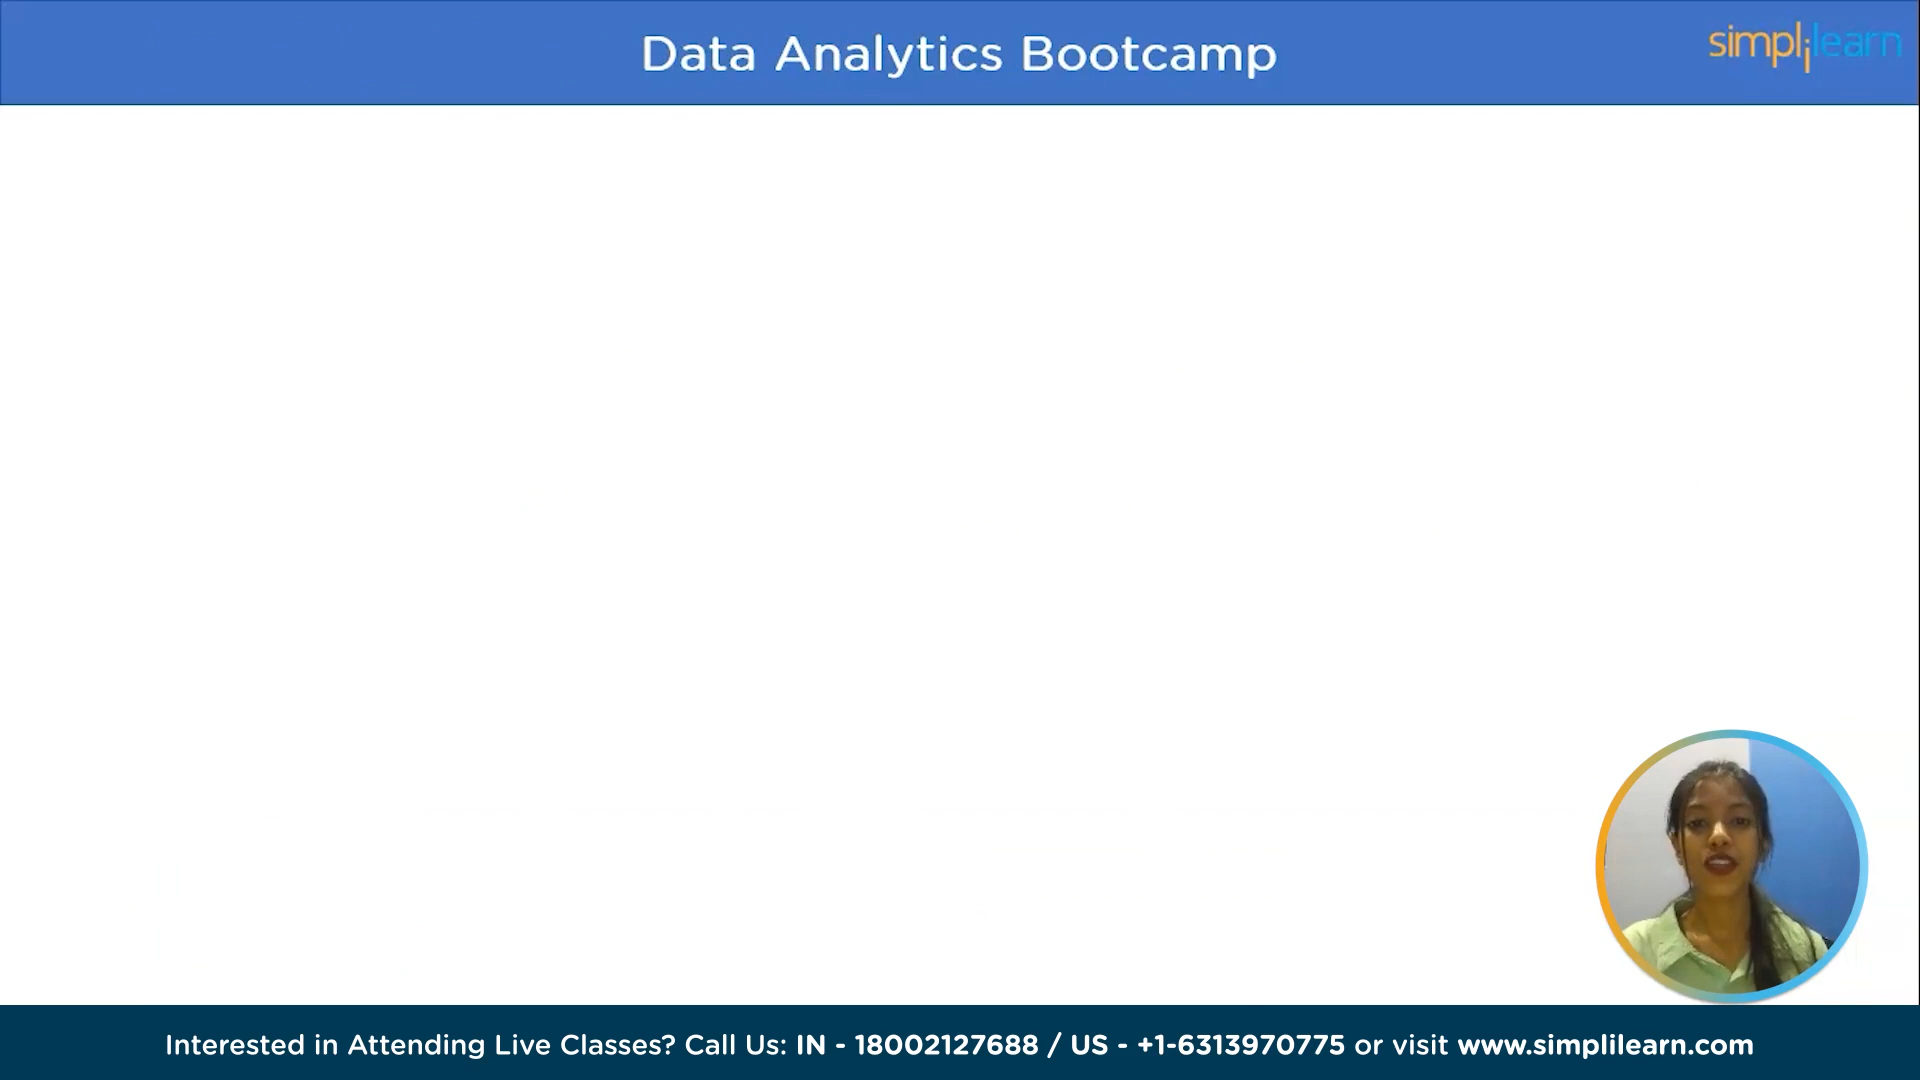 Data Analytics Bootcamp
simplilearn
Interested in Attending Live Classes? Call Us: IN - 18002127688 / US - +1-6313970775 or visit www.simplilearn.com